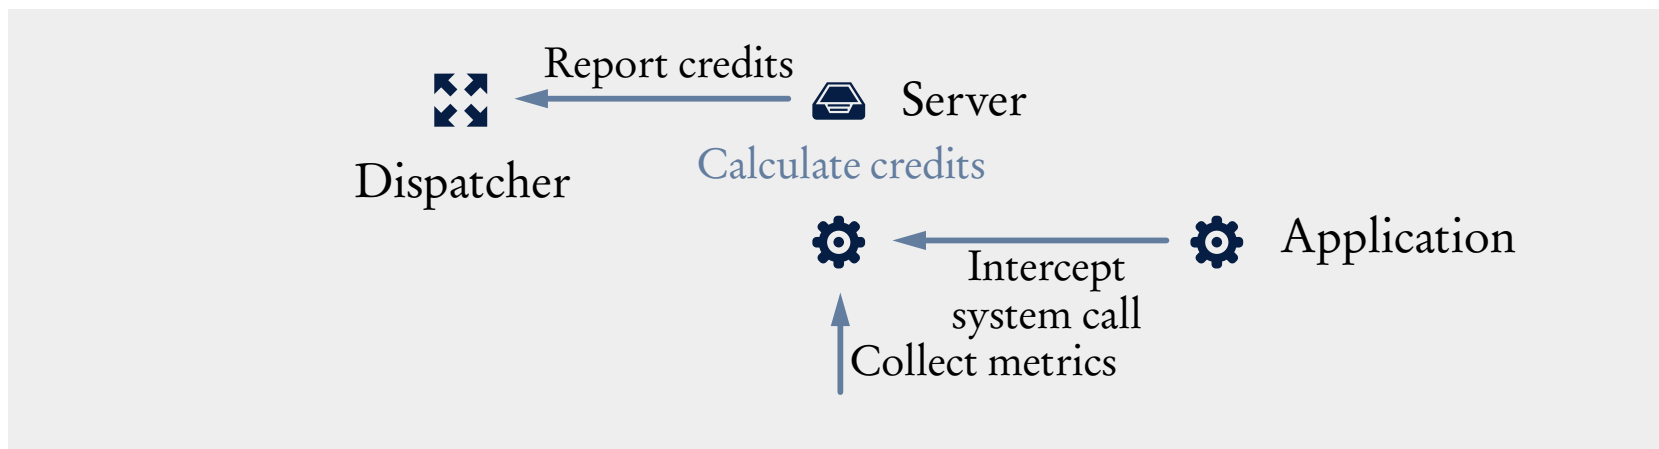 Report credits
Server
Dispatcher
Calculate credits
Application
Intercept
system call
Collect metrics